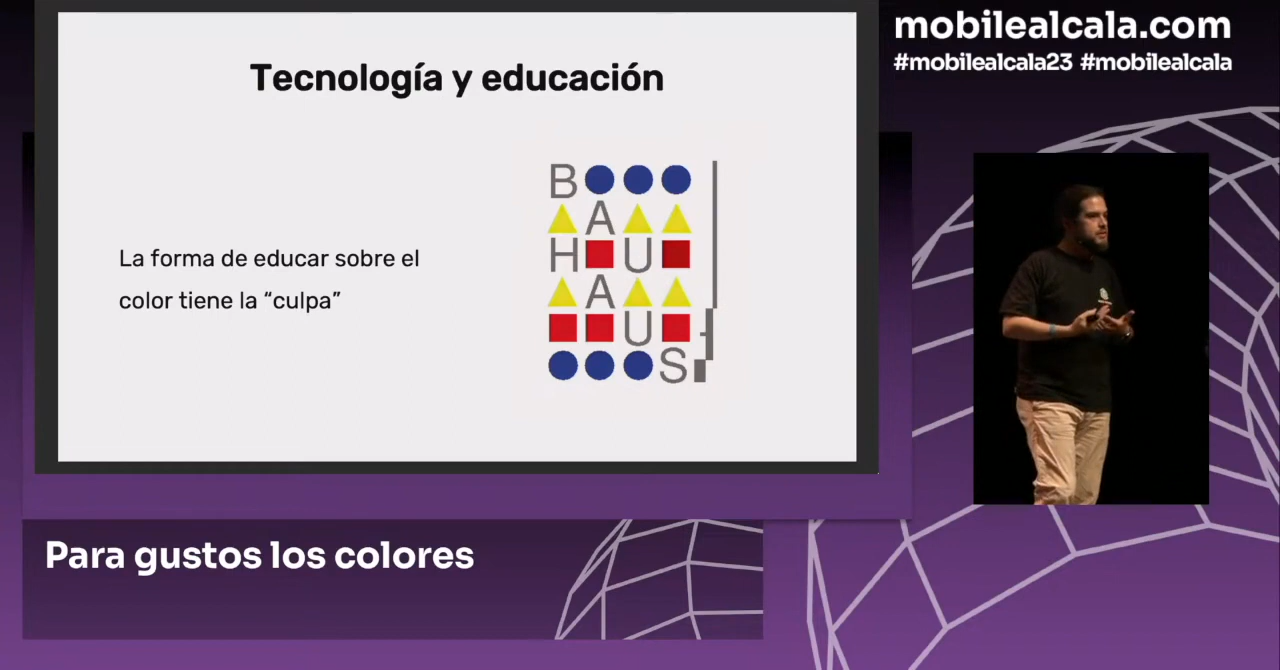 mobilealcala.com
#mobilealcala23 #mobilealcala
Tecnología y educación
La forma de educar sobre el
color tiene la “culpa”
B
A
H U
A
U
S
Para gustos los colores